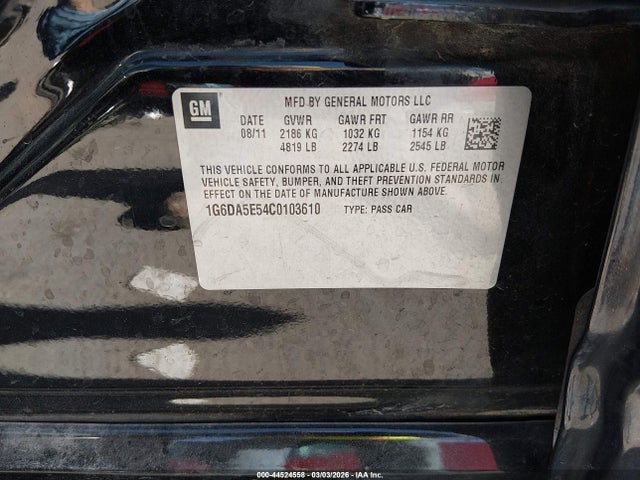 GM
MFD BY GENERAL MOTORS LLC
DATE GVWR GAWR FRT GAWR RR
08/11 2186 KG 1032 KG 1154 KG
4819 LB 2274 LB 2545 LB
THIS VEHICLE CONFORMS TO ALL APPLICABLE U.S. FEDERAL MOTOR
VEHICLE SAFETY, BUMPER, AND THEFT PREVENTION STANDARDS IN
EFFECT ON THE DATE OF MANUFACTURE SHOWN ABOVE.
1G6DA5E54C0103610 TYPE: PASS CAR
000-44524558 - 03/03/2026 - IAA Inc.